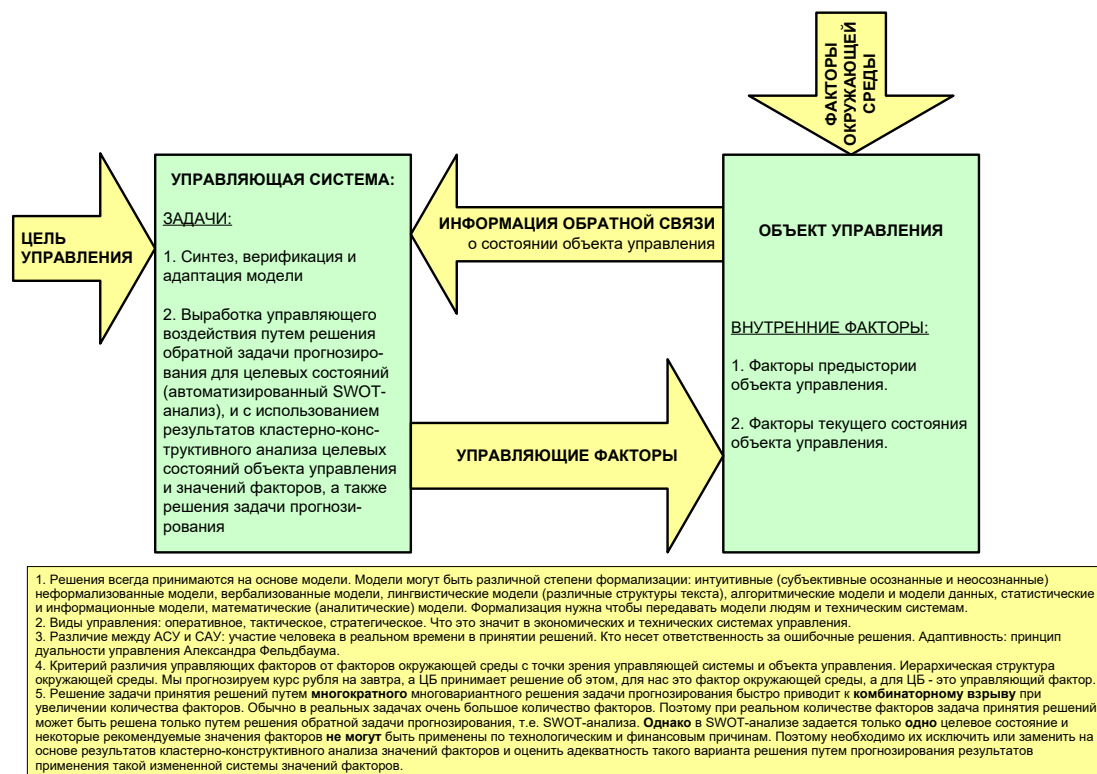 ФАКТОРЫ
ОКРУЖАЮЩЕЙ
СРЕДЫ
ЦЕЛЬ
УПРАВЛЕНИЯ
УПРАВЛЯЮЩАЯ СИСТЕМА:
ЗАДАЧИ:
1. Синтез, верификация и
адаптация модели
2. Выработка управляющего
воздействия путем решения
обратной задачи прогнозиро-
вания для целевых состояний
(автоматизированный SWOT-
анализ), и с использованием
результатов кластерно-конс-
труктивного анализа целевых
состояний объекта управления
и значений факторов, а также
решения задачи прогнози-
рования
ИНФОРМАЦИЯ ОБРАТНОЙ СВЯЗИ
о состоянии объекта управления
УПРАВЛЯЮЩИЕ ФАКТОРЫ
ОБЪЕКТ УПРАВЛЕНИЯ
ВНУТРЕННИЕ ФАКТОРЫ:
1. Факторы предыстории
объекта управления.
2. Факторы текущего состояния
объекта управления.
1. Решения всегда принимаются на основе модели. Модели могут быть различной степени формализации: интуитивные (субъективные осознанные и неосознанные)
неформализованные модели, вербализованные модели, лингвистические модели (различные структуры текста), алгоритмические модели и модели данных, статистические
и информационные модели, математические (аналитические) модели. Формализация нужна чтобы передавать модели людям и техническим системам.
2. Виды управления: оперативное, тактическое, стратегическое. Что это значит в экономических и технических системах управления.
3. Различие между АСУ и САУ: участие человека в реальном времени в принятии решений. Кто несет ответственность за ошибочные решения. Адаптивность: принцип
дуальности управления Александра Фельдбаума.
4. Критерий различия управляющих факторов от факторов окружающей среды с точки зрения управляющей системы и объекта управления. Иерархическая структура
окружающей среды. Мы прогнозируем курс рубля на завтра, а ЦБ принимает решение об этом, для нас это фактор окружающей среды, а для ЦБ - это управляющий фактор.
5. Решение задачи принятия решений путем многократного многовариантного решения задачи прогнозирования быстро приводит к комбинаторному взрыву при
увеличении количества факторов. Обычно в реальных задачах очень большое количество факторов. Поэтому при реальном количестве факторов задача принятия решений
может быть решена только путем решения обратной задачи прогнозирования, т.е. SWOT-анализа. Однако в SWOT-анализе задается только одно целевое состояние и
некоторые рекомендуемые значения факторов не могут быть применены по технологическим и финансовым причинам. Поэтому необходимо их исключить или заменить на
основе результатов кластерно-конструктивного анализа значений факторов и оценить адекватность такого варианта решения путем прогнозирования результатов
применения такой измененной системы значений факторов.